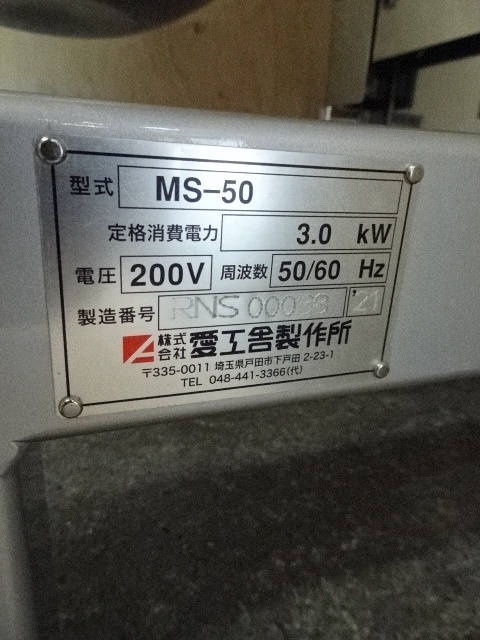 型式 MS-50
定格消費電力 3.0 kW
電圧 200V 周波数 50/60 Hz
製造番号 '21
株式会社 愛工舎製作所
〒335-0011 埼玉県戸田市下戸田 2-23-1
TEL 048-441-3366(代)